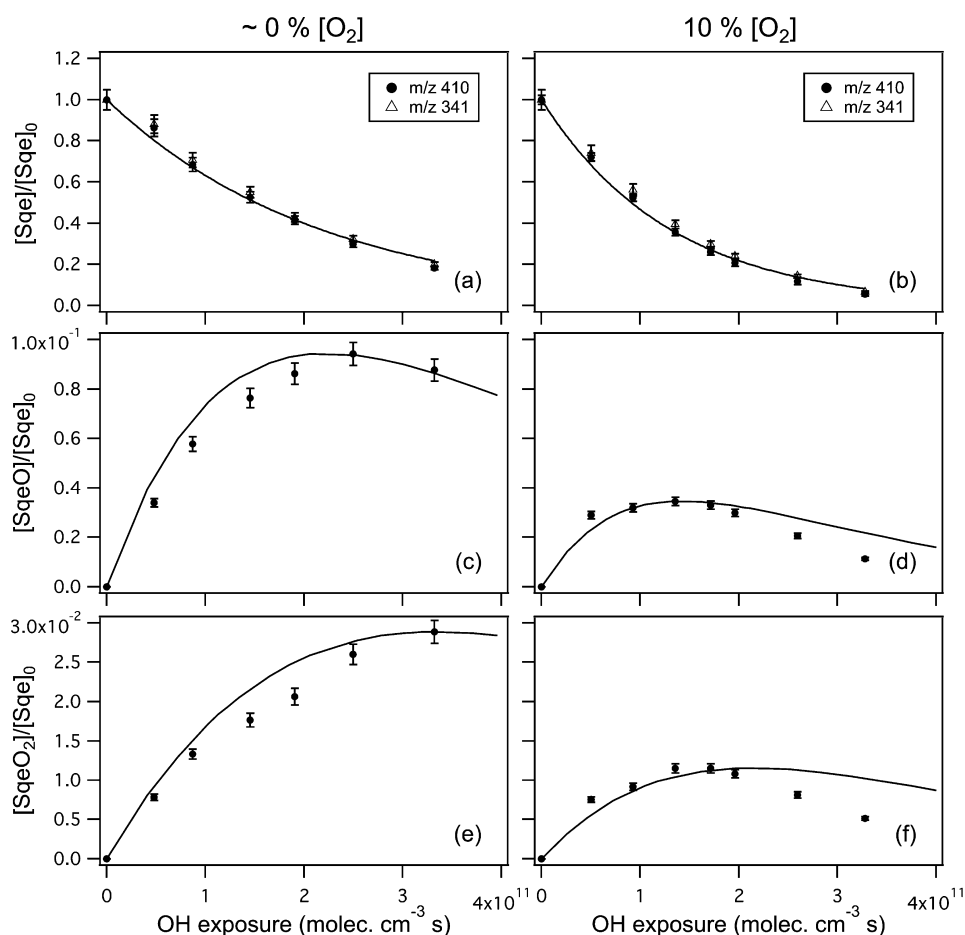 ~ 0 % [O₂]
10 % [O₂]
1.2
1.0
0.8
0.6
0.4
0.2
0.0
[Sqe]/[Sqe]₀
m/z 410
m/z 341
(a)
m/z 410
m/z 341
(b)
1.0x10⁻¹
0.8
0.6
0.4
0.2
0.0
[SqeO]/[Sqe]₀
(c)
(d)
3.0x10⁻²
2.5
2.0
1.5
1.0
0.5
0.0
[SqeO₂]/[Sqe]₀
(e)
(f)
0 1 2 3 4x10¹¹
0 1 2 3 4x10¹¹
OH exposure (molec. cm⁻³ s)
OH exposure (molec. cm⁻³ s)